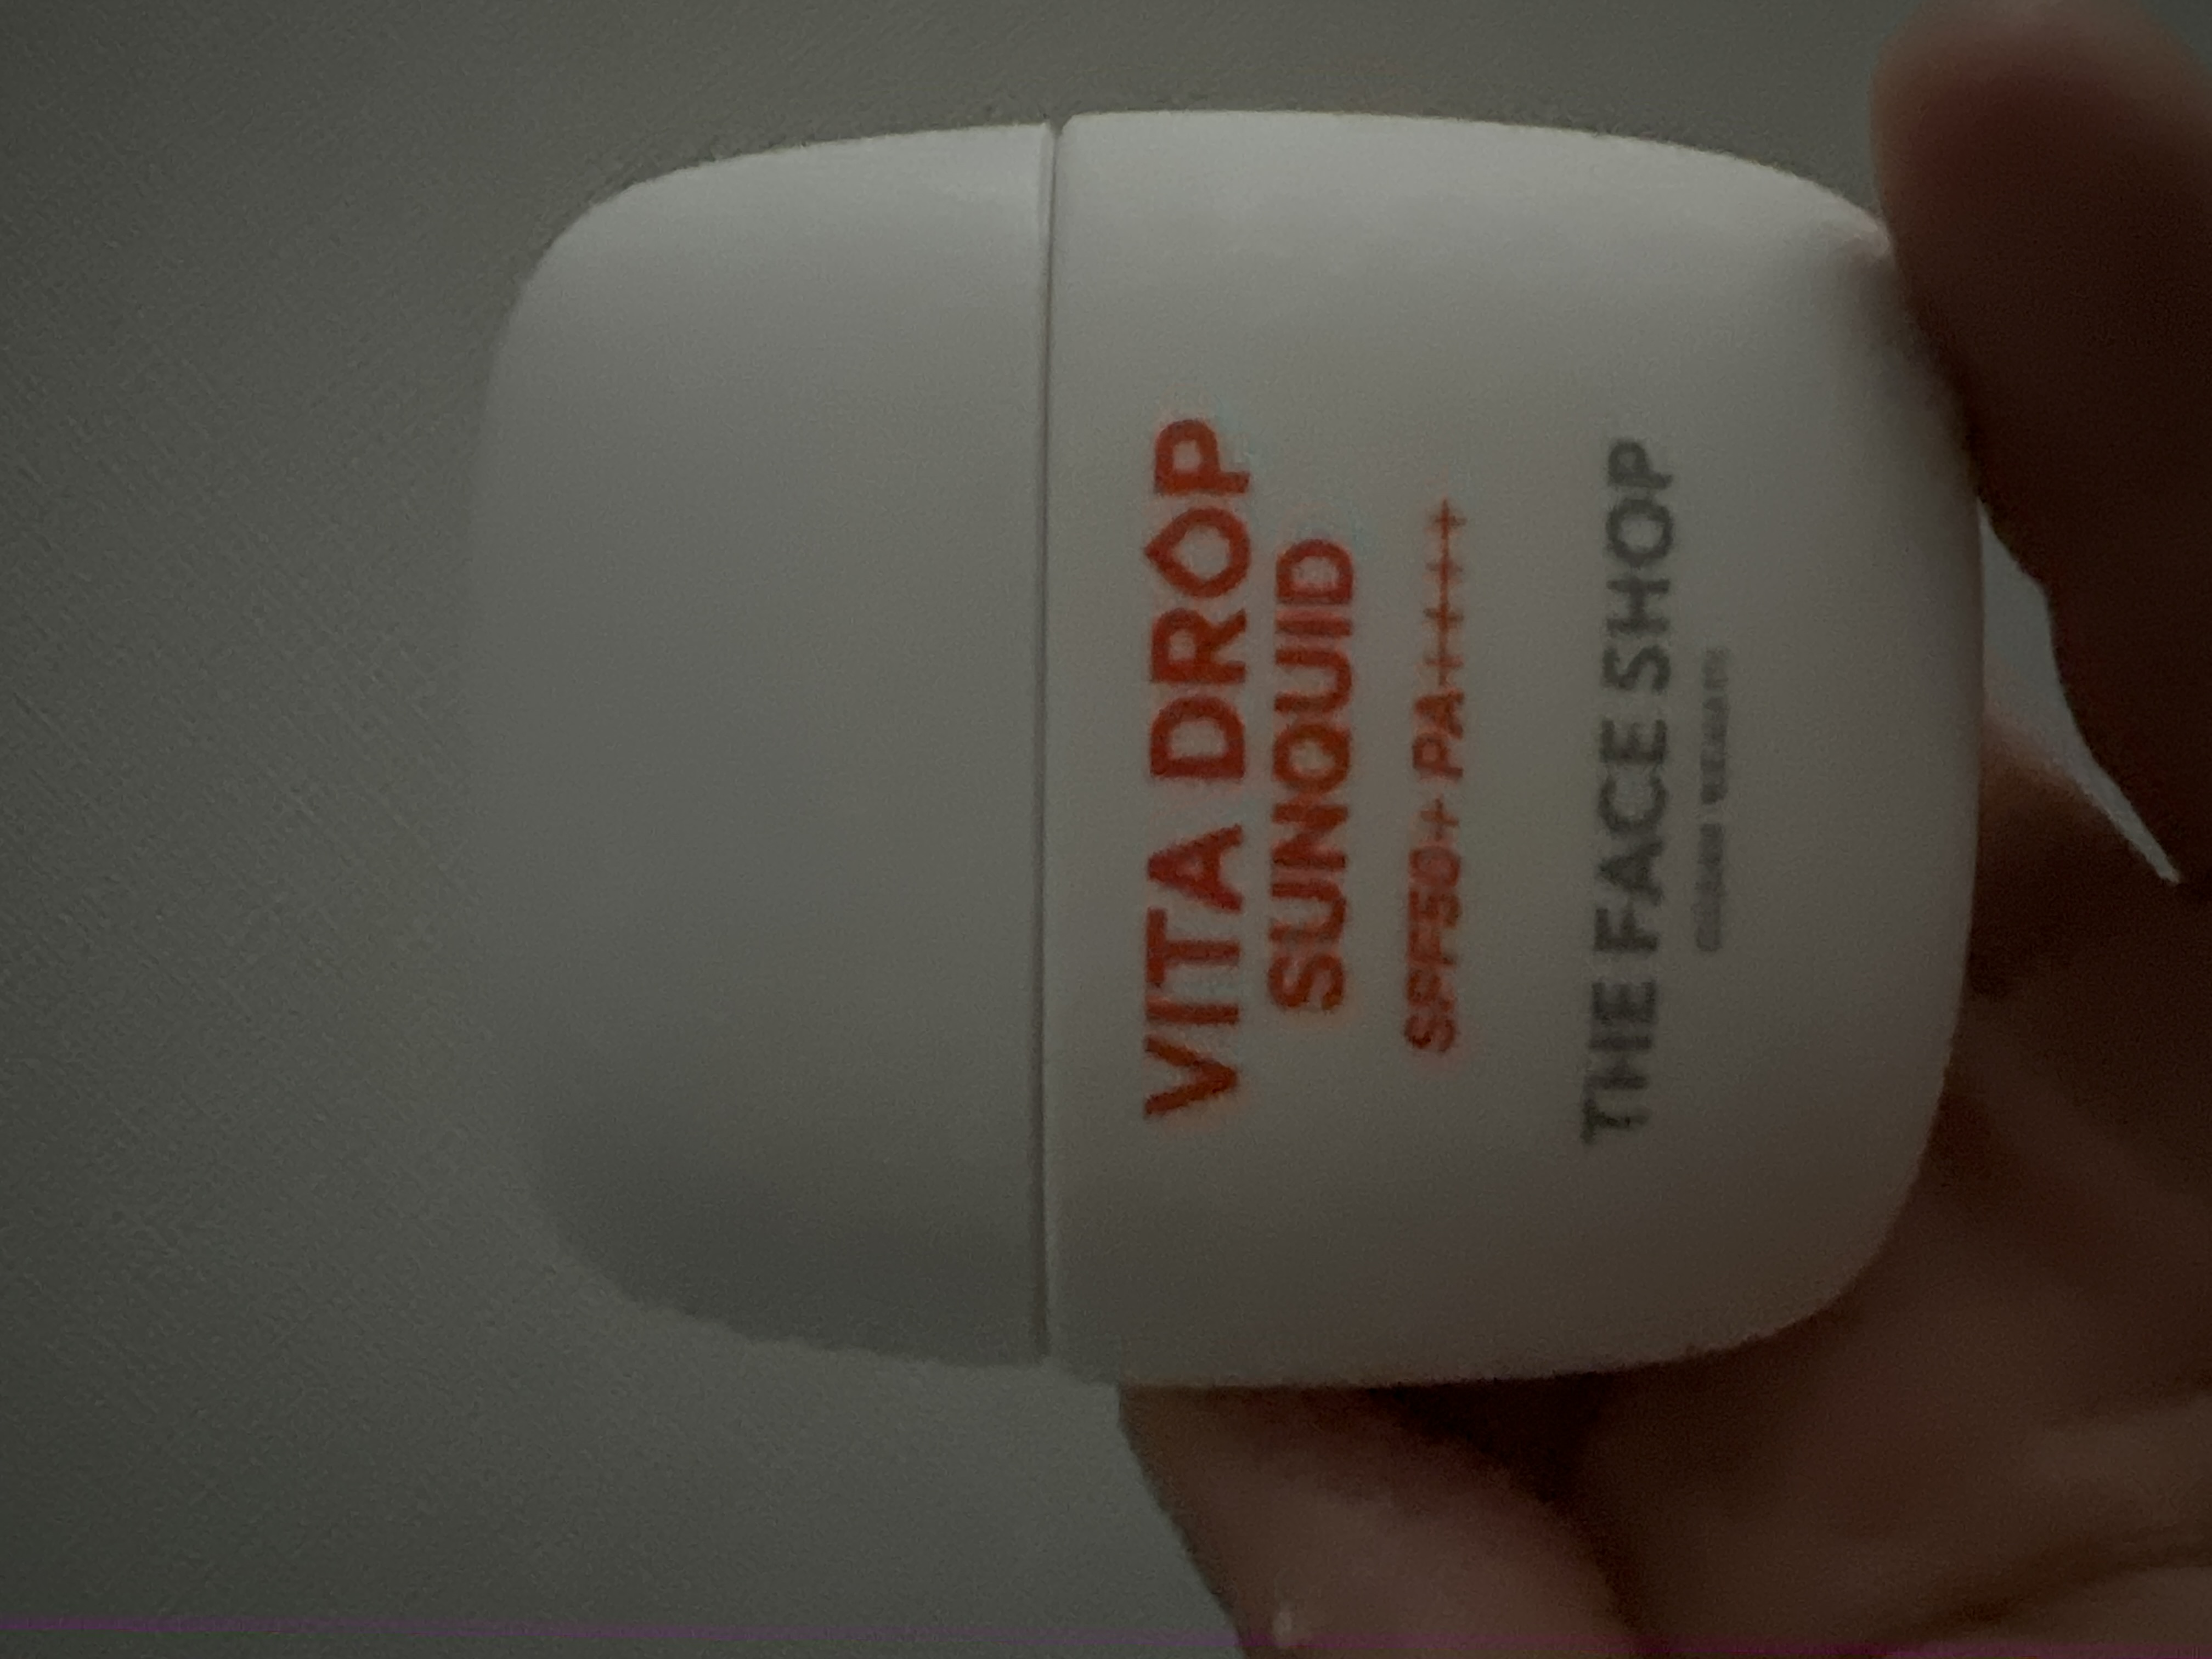 VITA DROP
SUNQUID
SPF50+ PA++++
THE FACE SHOP